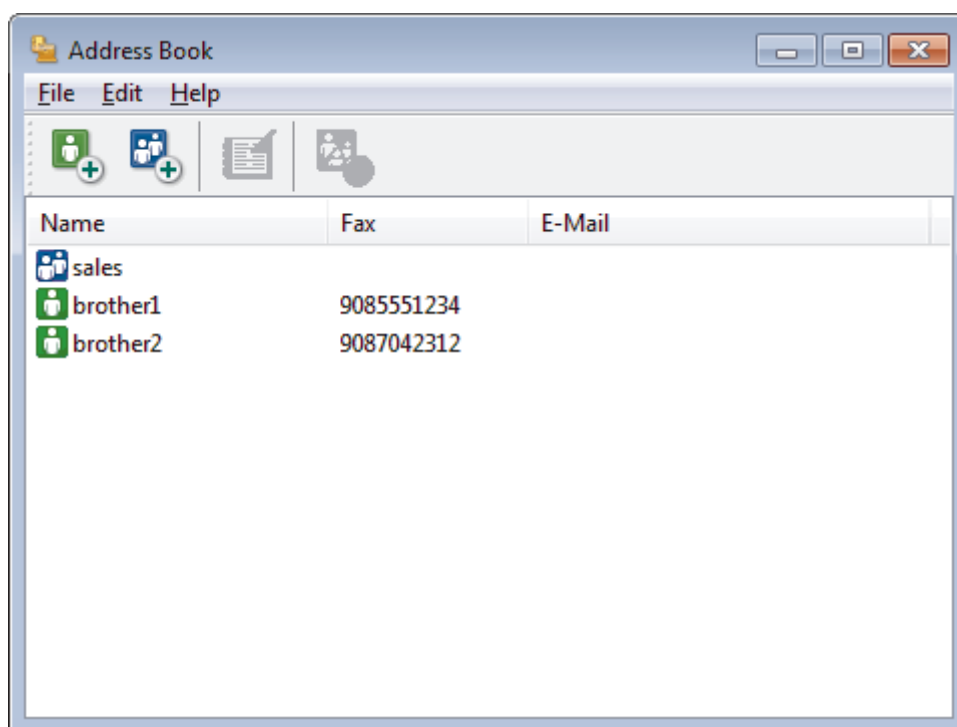 Address Book
File Edit Help
Name Fax E-Mail
sales
brother1 9085551234
brother2 9087042312